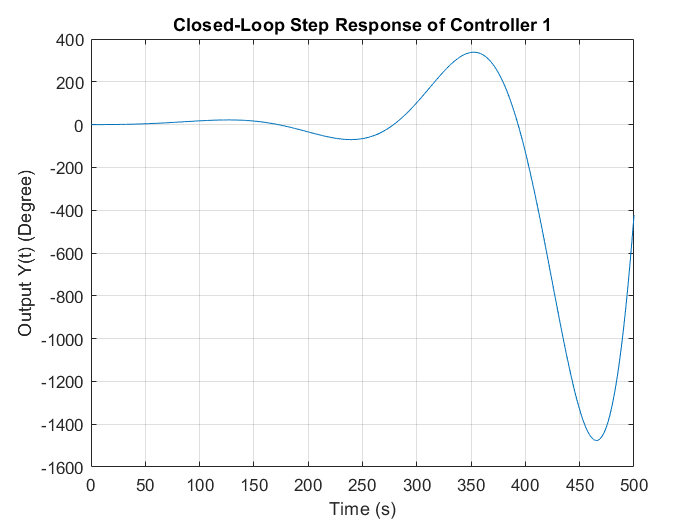 Closed-Loop Step Response of Controller 1
400
200
0
-200
-400
-600
-800
-1000
-1200
-1400
-1600
Output Y(t) (Degree)
0 50 100 150 200 250 300 350 400 450 500
Time (s)